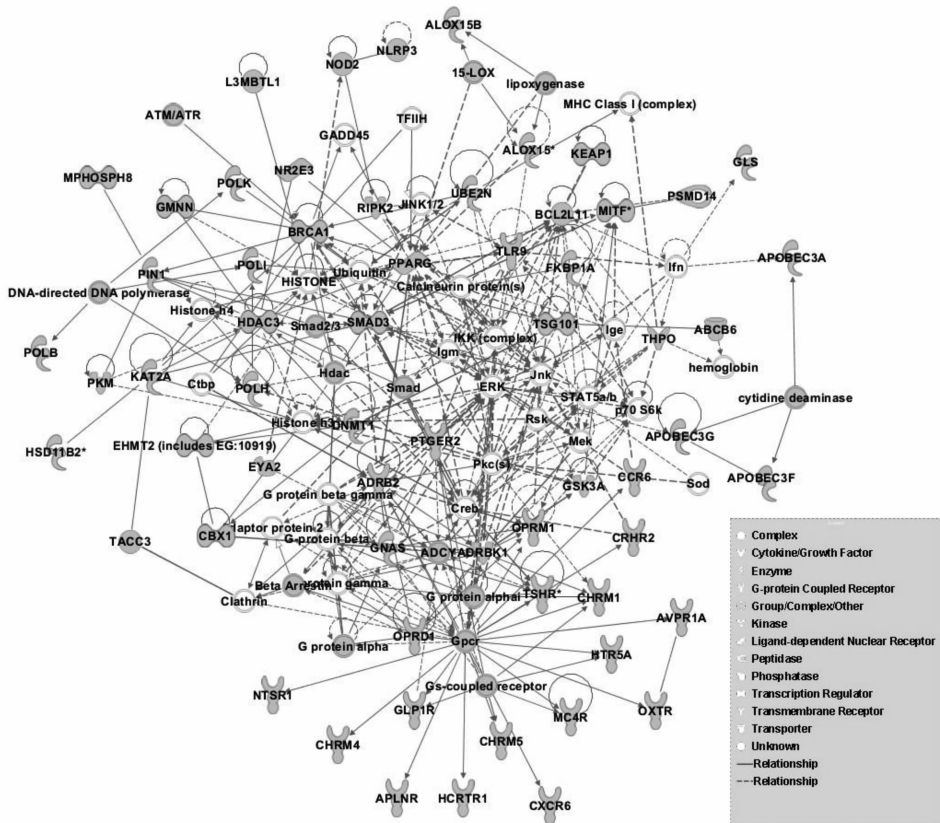 ALOX15B
NLRP3
NOD2
L3MBTL1
15-LOX
lipoxygenase
MHC Class I (complex)
ATM/ATR
TFIIH
GADD45
ALOX15*
KEAP1
GLS
NR2E3
MPHOSPH8
POLK
GMNN
RIPK2
JINK1/2
UBE2N
BCL2L11
MITF*
PSMD14
BRCA1
TLR9
PIN1
POLI
HISTONE
Ubiquitin
PPARG
FKBP1A
Ifn
APOBEC3A
DNA-directed DNA polymerase
Calcineurin protein(s)
Histone h4
HDAC3
Smad2/3
SMAD3
TSG101
Ige
ABCB6
IKK (complex)
THPO
POLB
Igm
hemoglobin
PKM
KAT2A
Ctbp
POLH
Hdac
Smad
ERK
Jnk
STAT5a/b
p70 S6k
cytidine deaminase
Histone h3
DNMT1
Rsk
APOBEC3G
HSD11B2*
EHMT2 (includes EG:10919)
PTGER2
Mek
EYA2
Pkc(s)
CCR6
APOBEC3F
G protein beta gamma
ADRB2
GSK3A
Sod
Creb
TACC3
CBX1
laptor protein 2
G-protein beta
OPRM1
CRHR2
GNAS
ADCY
ADRBK1
Beta Arrestin
rotein gamma
Clathrin
G protein alphai
TSHR*
CHRM1
AVPR1A
OPRD1
Gpcr
G protein alpha
HTR5A
Gs-coupled receptor
NTSR1
GLP1R
MC4R
OXTR
CHRM4
CHRM5
APLNR
HCRTR1
CXCR6
Complex
Cytokine/Growth Factor
Enzyme
G-protein Coupled Receptor
Group/Complex/Other
Kinase
Ligand-dependent Nuclear Receptor
Peptidase
Phosphatase
Transcription Regulator
Transmembrane Receptor
Transporter
Unknown
Relationship
Relationship